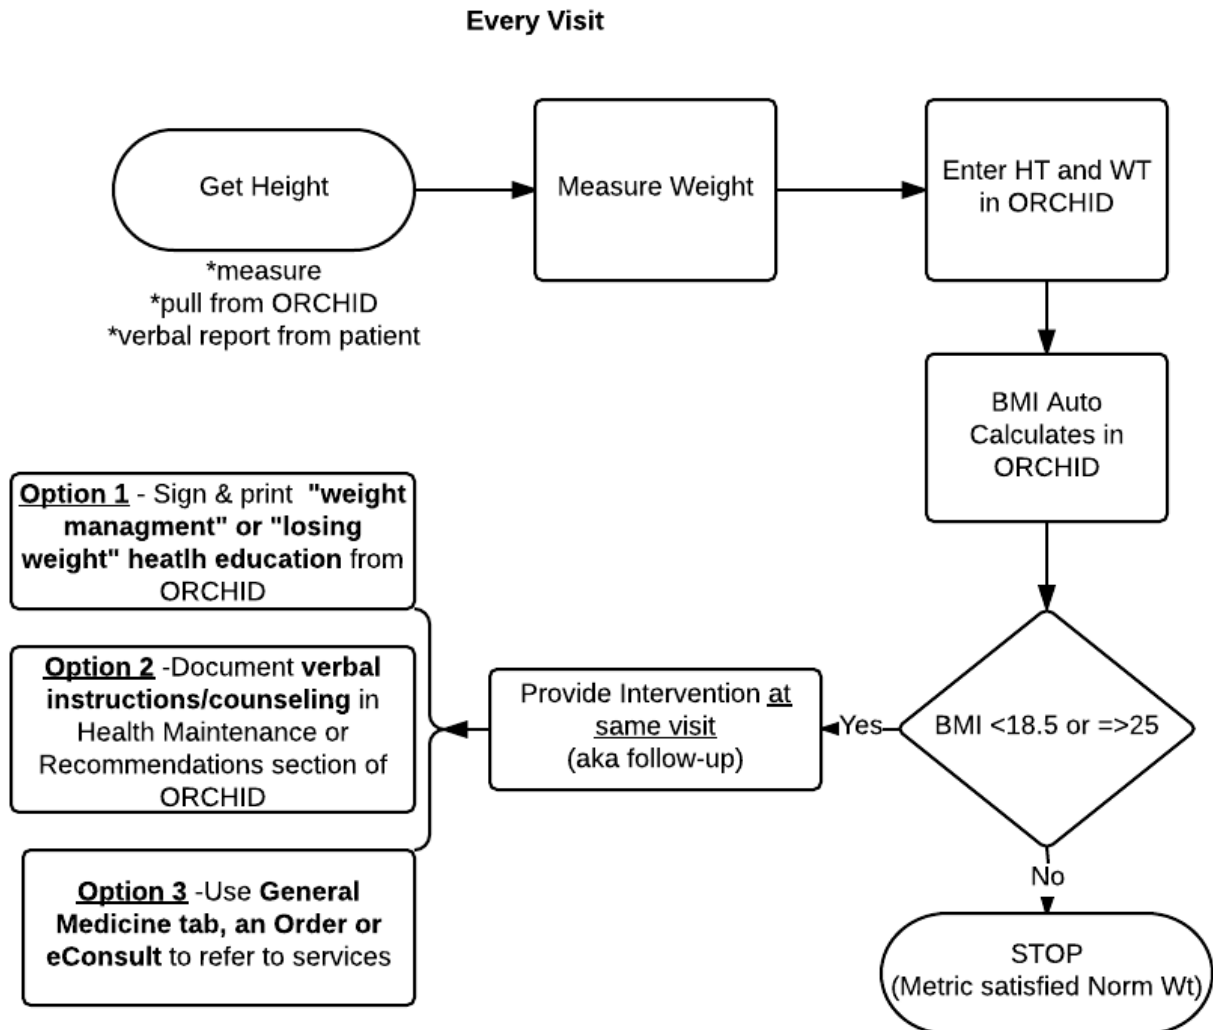 Every Visit
Get Height
*measure
*pull from ORCHID
*verbal report from patient
Measure Weight
Enter HT and WT
in ORCHID
BMI Auto
Calculates in
ORCHID
BMI <18.5 or =>25
Yes
No
STOP
(Metric satisfied Norm Wt)
Provide Intervention at
same visit
(aka follow-up)
Option 1 - Sign & print "weight
managment" or "losing
weight" heatlh education from
ORCHID
Option 2 -Document verbal
instructions/counseling in
Health Maintenance or
Recommendations section of
ORCHID
Option 3 -Use General
Medicine tab, an Order or
eConsult to refer to services